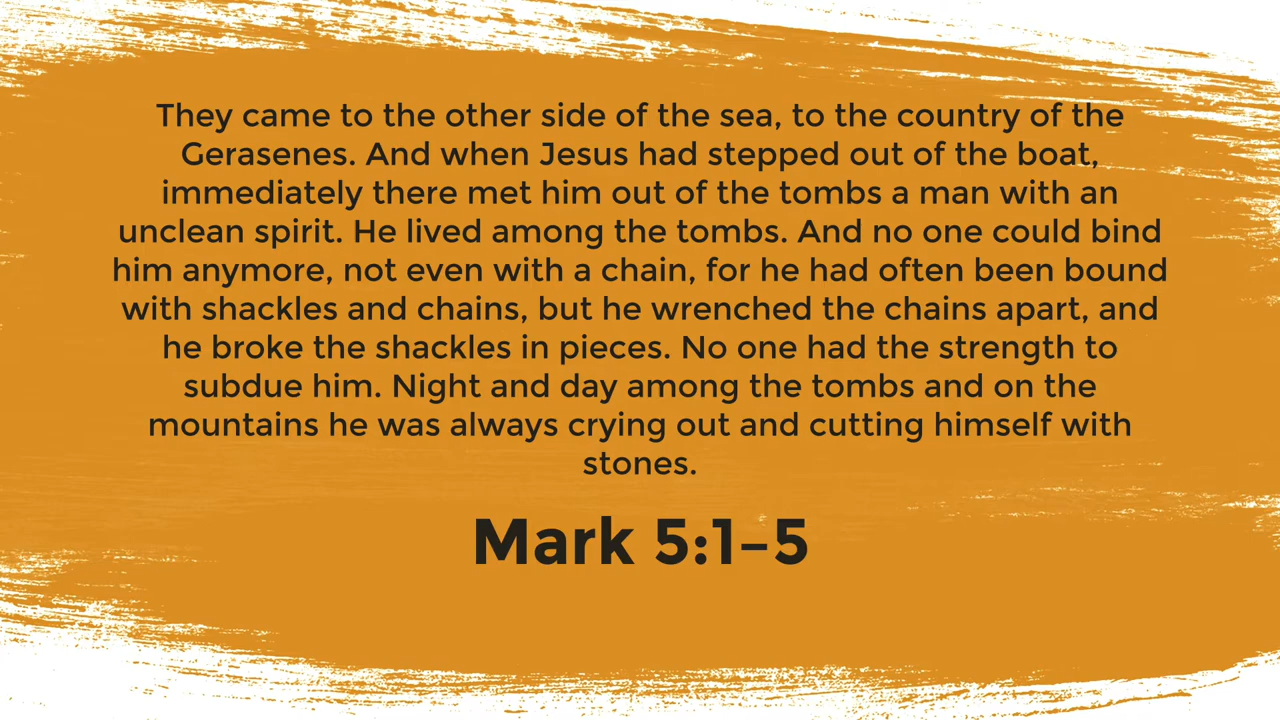 They came to the other side of the sea, to the country of the
Gerasenes. And when Jesus had stepped out of the boat,
immediately there met him out of the tombs a man with an
unclean spirit. He lived among the tombs. And no one could bind
him anymore, not even with a chain, for he had often been bound
with shackles and chains, but he wrenched the chains apart, and
he broke the shackles in pieces. No one had the strength to
subdue him. Night and day among the tombs and on the
mountains he was always crying out and cutting himself with
stones.
Mark 5:1–5